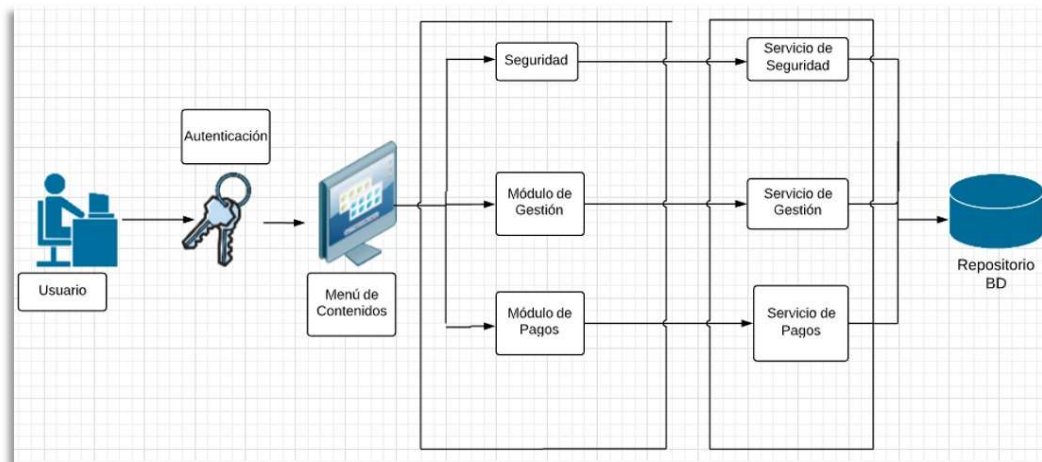 Usuario
Autenticación
Menú de
Contenidos
Seguridad
Módulo de
Gestión
Módulo de
Pagos
Servicio de
Seguridad
Servicio de
Gestión
Servicio de
Pagos
Repositorio
BD